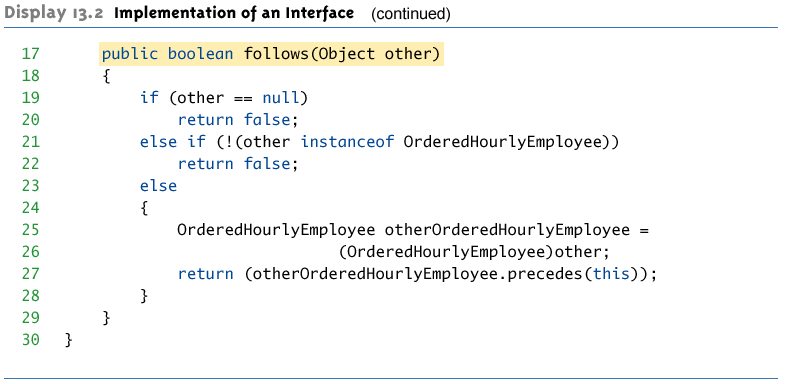 Display 13.2 Implementation of an Interface (continued)
17 public boolean follows(Object other)
18 {
19 if (other == null)
20 return false;
21 else if (!(other instanceof OrderedHourlyEmployee))
22 return false;
23 else
24 {
25 OrderedHourlyEmployee otherOrderedHourlyEmployee =
26 (OrderedHourlyEmployee)other;
27 return (otherOrderedHourlyEmployee.precedes(this));
28 }
29 }
30 }